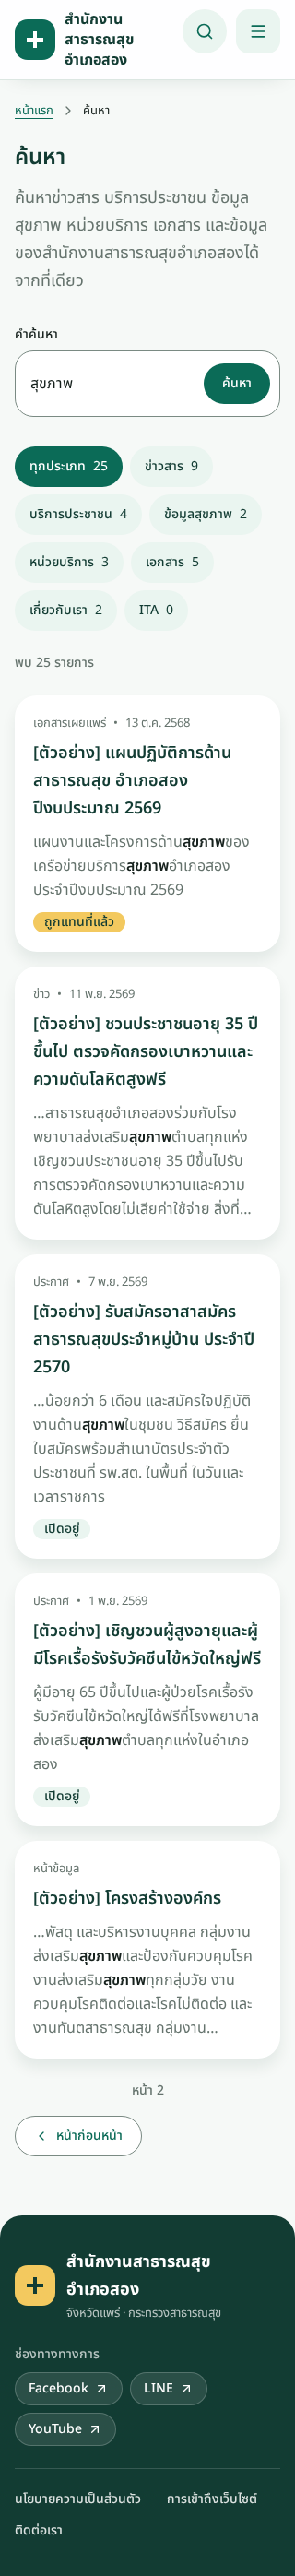 สำนักงาน
สาธารณสุข
อำเภอสอง
หน้าแรก > ค้นหา
ค้นหา
ค้นหาข่าวสาร บริการประชาชน ข้อมูล
สุขภาพ หน่วยบริการ เอกสาร และข้อมูล
ของสำนักงานสาธารณสุขอำเภอสองได้
จากที่เดียว
คำค้นหา
สุขภาพ ค้นหา
ทุกประเภท 25 ข่าวสาร 9
บริการประชาชน 4 ข้อมูลสุขภาพ 2
หน่วยบริการ 3 เอกสาร 5
เกี่ยวกับเรา 2 ITA 0
พบ 25 รายการ
เอกสารเผยแพร่ • 13 ต.ค. 2568
[ตัวอย่าง] แผนปฏิบัติการด้าน
สาธารณสุข อำเภอสอง
ปีงบประมาณ 2569
แผนงานและโครงการด้านสุขภาพของ
เครือข่ายบริการสุขภาพอำเภอสอง
ประจำปีงบประมาณ 2569
ถูกแทนที่แล้ว
ข่าว • 11 พ.ย. 2569
[ตัวอย่าง] ชวนประชาชนอายุ 35 ปี
ขึ้นไป ตรวจคัดกรองเบาหวานและ
ความดันโลหิตสูงฟรี
…สาธารณสุขอำเภอสองร่วมกับโรง
พยาบาลส่งเสริมสุขภาพตำบลทุกแห่ง
เชิญชวนประชาชนอายุ 35 ปีขึ้นไปรับ
การตรวจคัดกรองเบาหวานและความ
ดันโลหิตสูงโดยไม่เสียค่าใช้จ่าย สิ่งที่…
ประกาศ • 7 พ.ย. 2569
[ตัวอย่าง] รับสมัครอาสาสมัคร
สาธารณสุขประจำหมู่บ้าน ประจำปี
2570
…น้อยกว่า 6 เดือน และสมัครใจปฏิบัติ
งานด้านสุขภาพในชุมชน วิธีสมัคร ยื่น
ใบสมัครพร้อมสำเนาบัตรประจำตัว
ประชาชนที่ รพ.สต. ในพื้นที่ ในวันและ
เวลาราชการ
เปิดอยู่
ประกาศ • 1 พ.ย. 2569
[ตัวอย่าง] เชิญชวนผู้สูงอายุและผู้
มีโรคเรื้อรังรับวัคซีนไข้หวัดใหญ่ฟรี
ผู้มีอายุ 65 ปีขึ้นไปและผู้ป่วยโรคเรื้อรัง
รับวัคซีนไข้หวัดใหญ่ได้ฟรีที่โรงพยาบาล
ส่งเสริมสุขภาพตำบลทุกแห่งในอำเภอ
สอง
เปิดอยู่
หน้าข้อมูล
[ตัวอย่าง] โครงสร้างองค์กร
…พัสดุ และบริหารงานบุคคล กลุ่มงาน
ส่งเสริมสุขภาพและป้องกันควบคุมโรค
งานส่งเสริมสุขภาพทุกกลุ่มวัย งาน
ควบคุมโรคติดต่อและโรคไม่ติดต่อ และ
งานทันตสาธารณสุข กลุ่มงาน…
หน้า 2
หน้าก่อนหน้า
สำนักงานสาธารณสุข
อำเภอสอง
จังหวัดแพร่ · กระทรวงสาธารณสุข
ช่องทางทางการ
Facebook LINE
YouTube
นโยบายความเป็นส่วนตัว การเข้าถึงเว็บไซต์
ติดต่อเรา